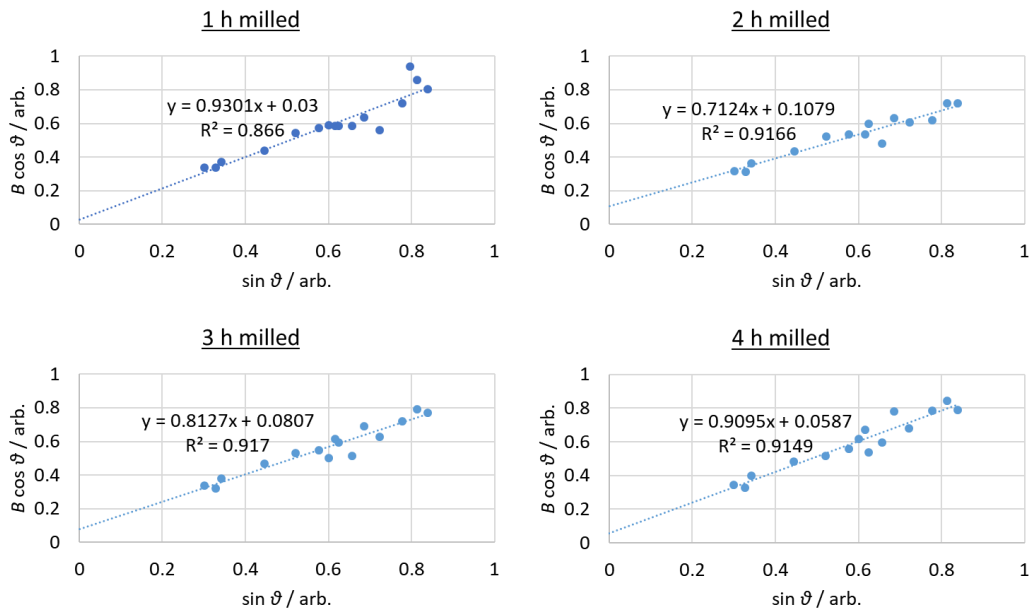 1 h milled
1
0.8
0.6
0.4
0.2
0
B cos ϑ / arb.
y = 0.9301x + 0.03
R² = 0.866
0 0.2 0.4 0.6 0.8 1
sin ϑ / arb.
2 h milled
1
0.8
0.6
0.4
0.2
0
B cos ϑ / arb.
y = 0.7124x + 0.1079
R² = 0.9166
0 0.2 0.4 0.6 0.8 1
sin ϑ / arb.
3 h milled
1
0.8
0.6
0.4
0.2
0
B cos ϑ / arb.
y = 0.8127x + 0.0807
R² = 0.917
0 0.2 0.4 0.6 0.8 1
sin ϑ / arb.
4 h milled
1
0.8
0.6
0.4
0.2
0
B cos ϑ / arb.
y = 0.9095x + 0.0587
R² = 0.9149
0 0.2 0.4 0.6 0.8 1
sin ϑ / arb.